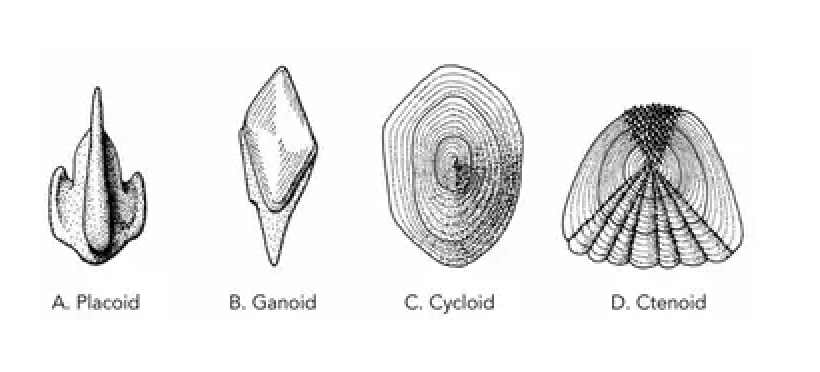 A. Placoid
B. Ganoid
C. Cycloid
D. Ctenoid